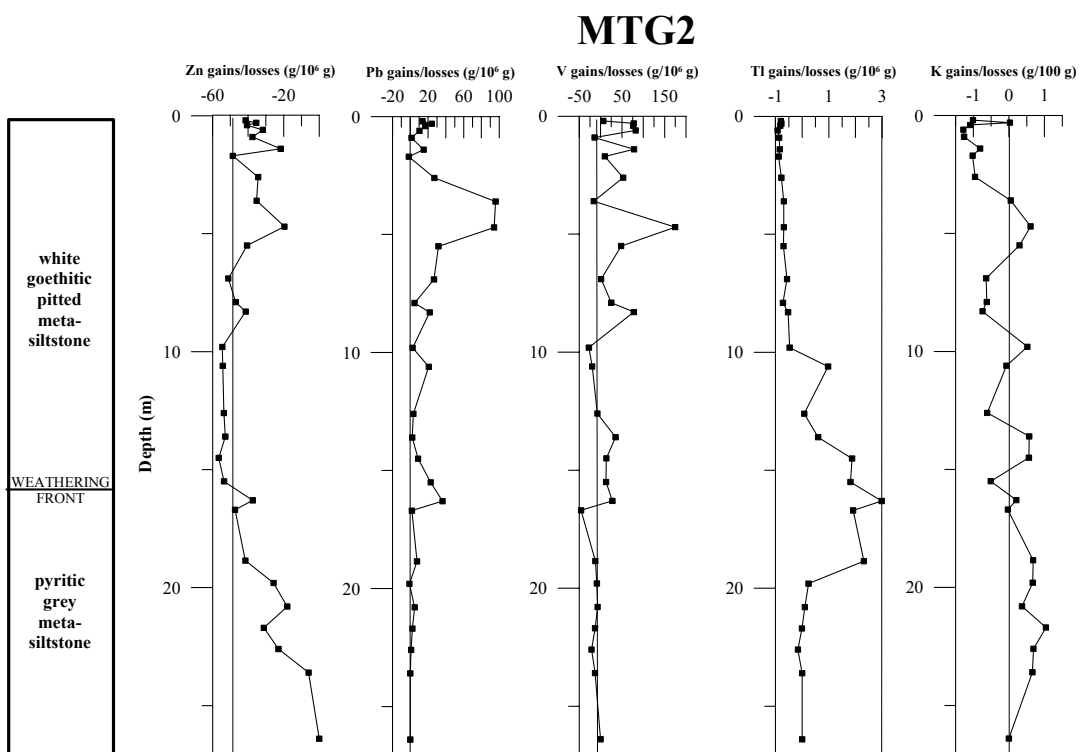 MTG2
Zn gains/losses (g/10⁶ g)
-60 -20
Pb gains/losses (g/10⁶ g)
-20 20 60 100
V gains/losses (g/10⁶ g)
-50 50 150
Tl gains/losses (g/10⁶ g)
-1 1 3
K gains/losses (g/100 g)
-1 0 1
0 0 0 0 0
white
goethitic
pitted
meta-
siltstone
10 10 10 10 10
Depth (m)
WEATHERING
FRONT
20 20 20 20 20
pyritic
grey
meta-
siltstone